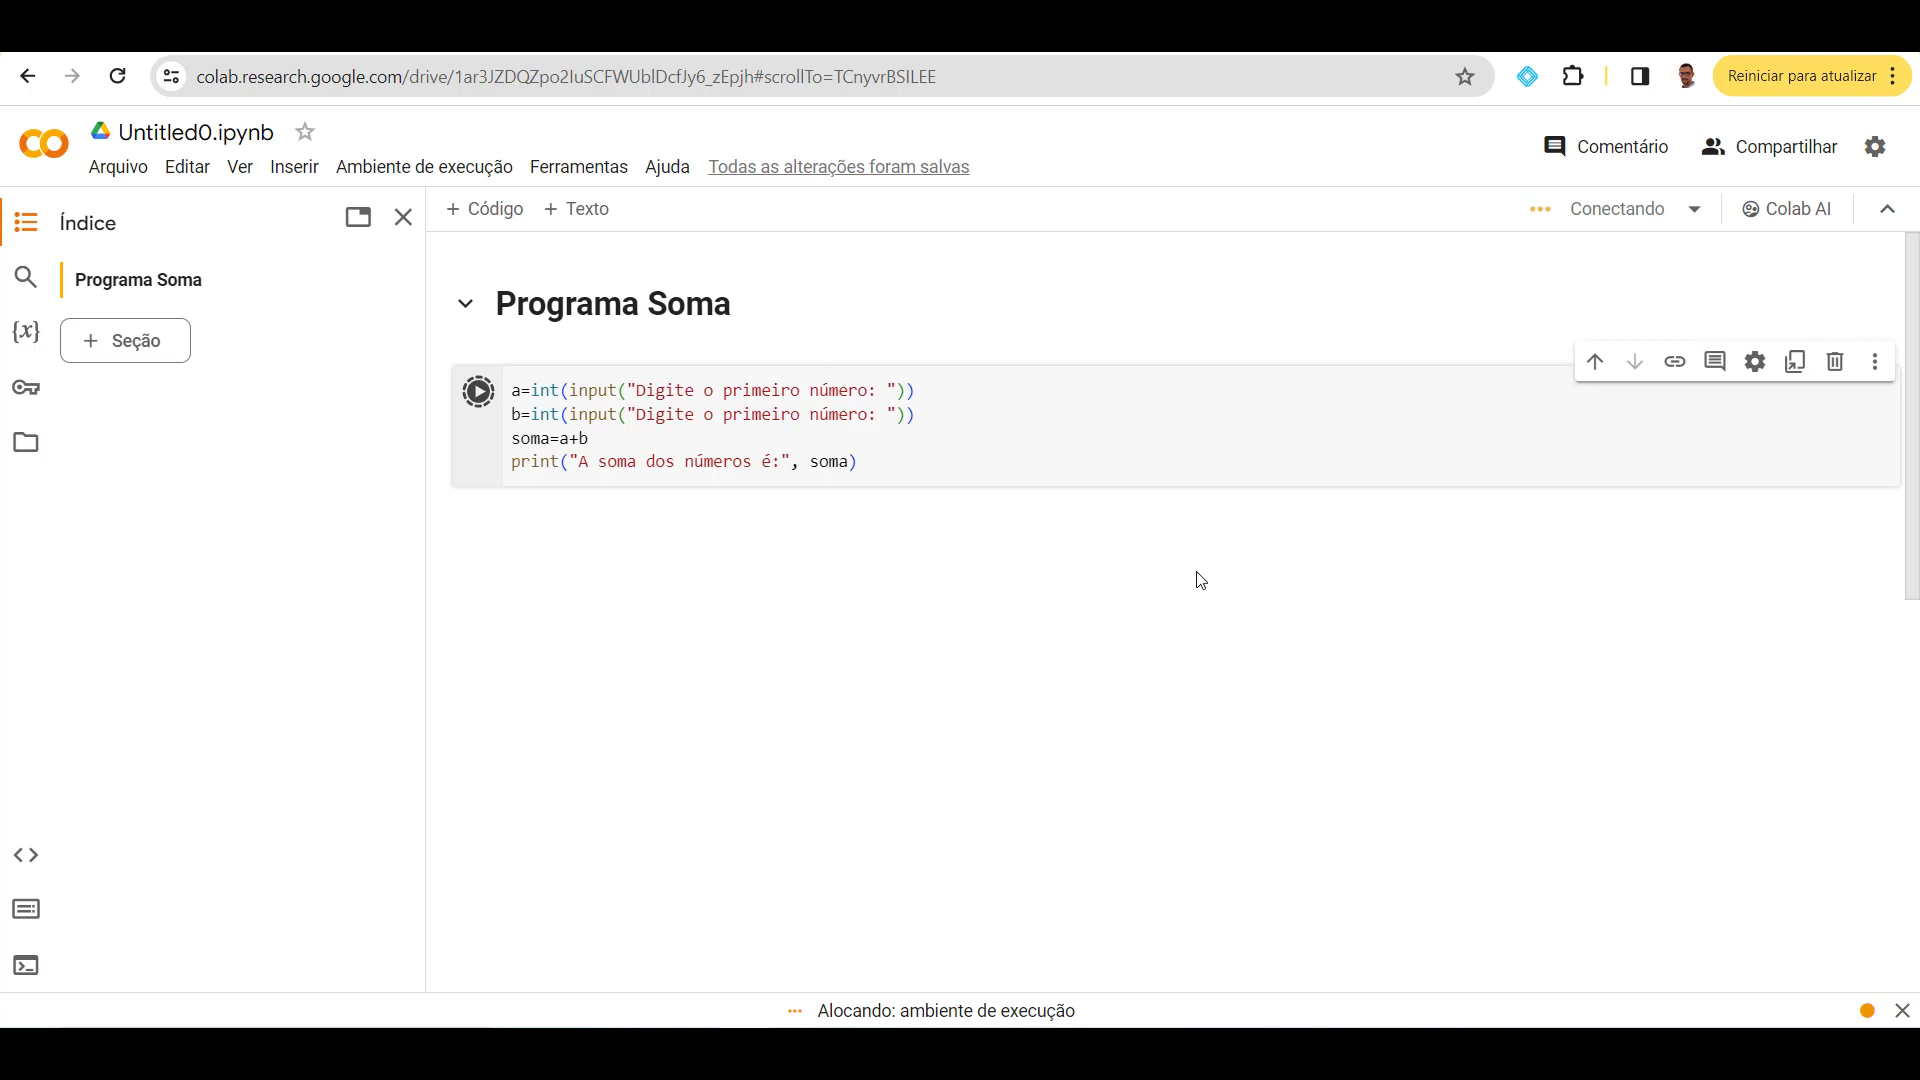 colab.research.google.com/drive/1ar3JZDQZpo2IuSCFWUblDcfJy6_zEpjh#scrollTo=TCnyvrBSILEE
Reiniciar para atualizar
Untitled0.ipynb
Comentário
Compartilhar
Arquivo Editar Ver Inserir Ambiente de execução Ferramentas Ajuda Todas as alterações foram salvas
Índice
+ Código + Texto
Conectando
Colab AI
Programa Soma
+ Seção
Programa Soma
a=int(input("Digite o primeiro número: "))
b=int(input("Digite o primeiro número: "))
soma=a+b
print("A soma dos números é:", soma)
Alocando: ambiente de execução